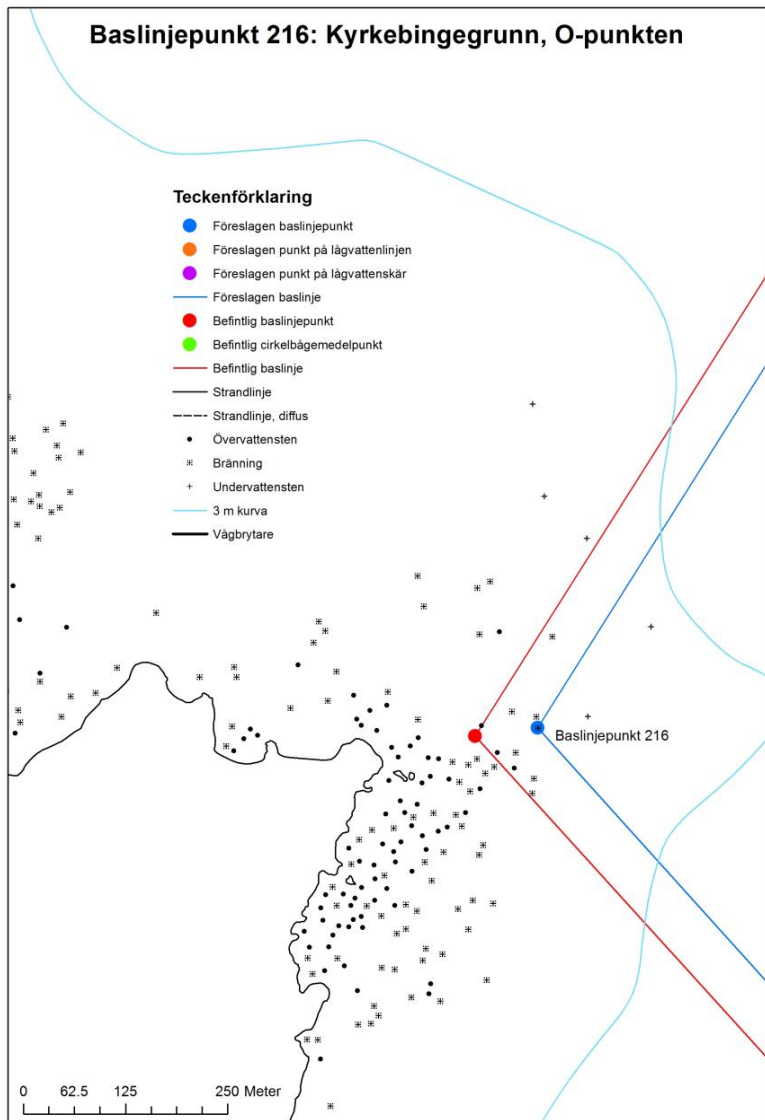 Baslinjepunkt 216: Kyrkebingegrunn, O-punkten
Teckenförklaring
Föreslagen baslinjepunkt
Föreslagen punkt på lågvattenlinjen
Föreslagen punkt på lågvattenskär
Föreslagen baslinje
Befintlig baslinjepunkt
Befintlig cirkelbågemedelpunkt
Befintlig baslinje
Strandlinje
Strandlinje, diffus
Övervattensten
Bränning
Undervattensten
3 m kurva
Vågbrytare
Baslinjepunkt 216
0 62.5 125 250 Meter